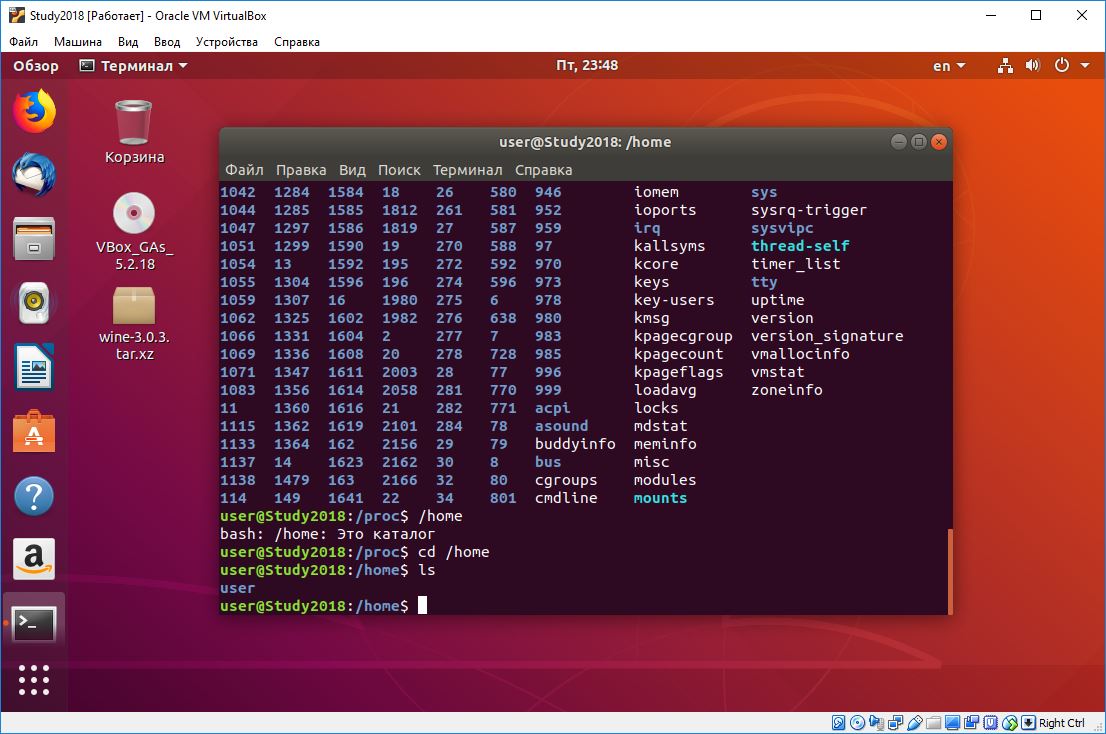 Study2018 [Работает] - Oracle VM VirtualBox
Файл Машина Вид Ввод Устройства Справка
Обзор Терминал Пт, 23:48 en
Корзина
VBox_GAs_
5.2.18
wine-3.0.3.
tar.xz
user@Study2018: /home
Файл Правка Вид Поиск Терминал Справка
1042 1284 1584 18 26 580 946 iomem sys
1044 1285 1585 1812 261 581 952 ioports sysrq-trigger
1047 1297 1586 1819 27 587 959 irq sysvipc
1051 1299 1590 19 270 588 97 kallsyms thread-self
1054 13 1592 195 272 592 970 kcore timer_list
1055 1304 1596 196 274 596 973 keys tty
1059 1307 16 1980 275 6 978 key-users uptime
1062 1325 1602 1982 276 638 980 kmsg version
1066 1331 1604 2 277 7 983 kpagecgroup version_signature
1069 1336 1608 20 278 728 985 kpagecount vmallocinfo
1071 1347 1611 2003 28 77 996 kpageflags vmstat
1083 1356 1614 2058 281 770 999 loadavg zoneinfo
11 1360 1616 21 282 771 acpi locks
1115 1362 1619 2101 284 78 asound mdstat
1133 1364 162 2156 29 79 buddyinfo meminfo
1137 14 1623 2162 30 8 bus misc
1138 1479 163 2166 32 80 cgroups modules
114 149 1641 22 34 801 cmdline mounts
user@Study2018:/proc$ /home
bash: /home: Это каталог
user@Study2018:/proc$ cd /home
user@Study2018:/home$ ls
user
user@Study2018:/home$
Right Ctrl